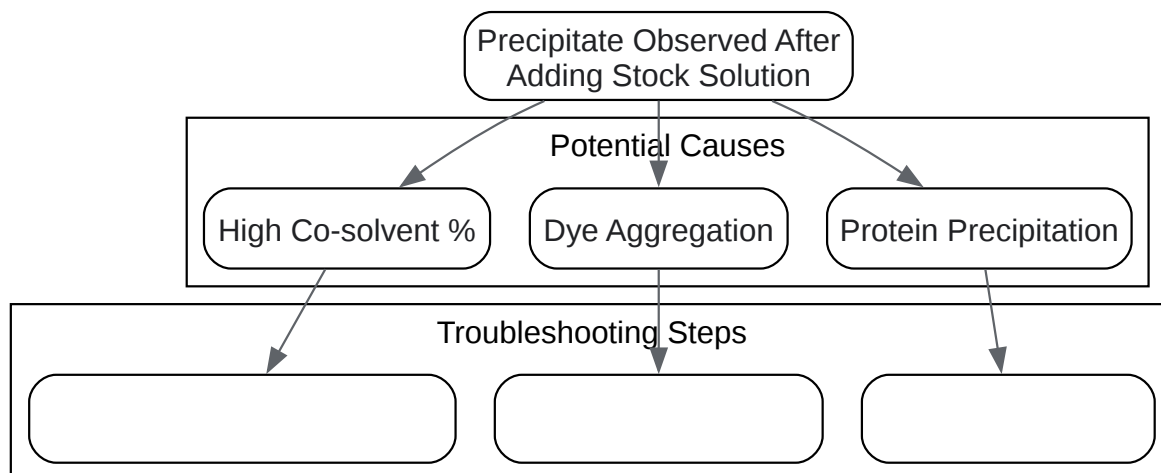 Precipitate Observed After
Adding Stock Solution
Potential Causes
High Co-solvent %
Dye Aggregation
Protein Precipitation
Troubleshooting Steps